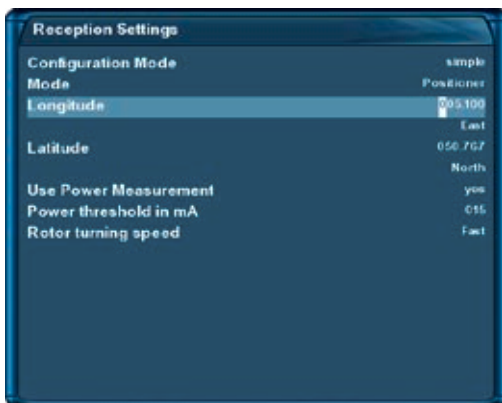 Reception Settings
Configuration Mode simple
Mode Positioner
Longitude 005.100
East
Latitude 050.767
North
Use Power Measurement yes
Power threshold in mA 015
Rotor turning speed Fast